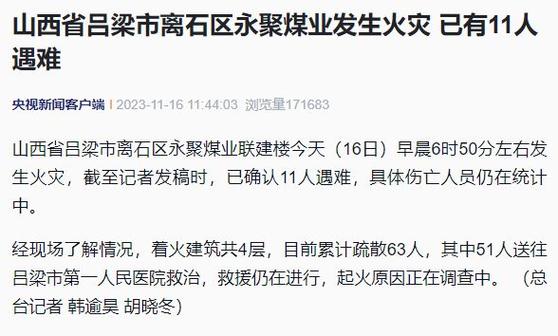 山西省吕梁市离石区永聚煤业发生火灾 已有11人
遇难
央视新闻客户端 | 2023-11-16 11:44:03 浏览量171683
山西省吕梁市离石区永聚煤业联建楼今天（16日）早晨6时50分左右发
生火灾，截至记者发稿时，已确认11人遇难，具体伤亡人员仍在统计
中。
经现场了解情况，着火建筑共4层，目前累计疏散63人，其中51人送往
吕梁市第一人民医院救治，救援仍在进行，起火原因正在调查中。（总
台记者 韩逾昊 胡晓冬）